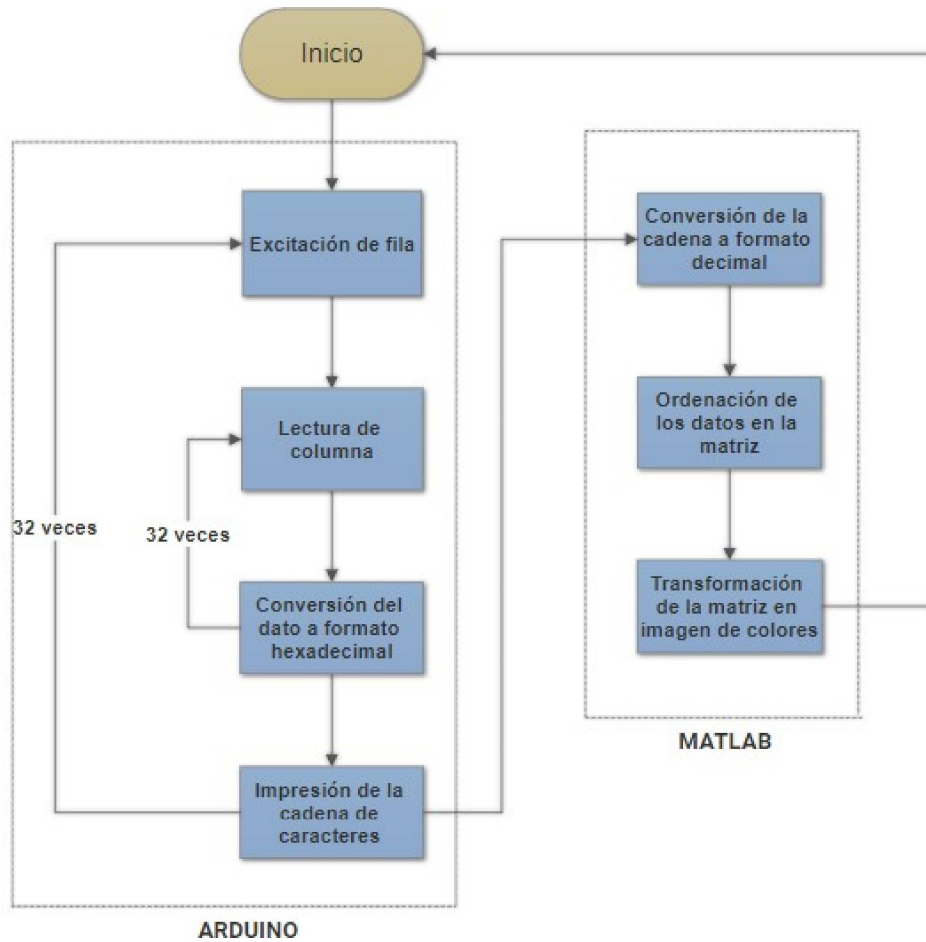 Inicio
Excitación de fila
Lectura de
columna
32 veces
32 veces
Conversión del
dato a formato
hexadecimal
Impresión de la
cadena de
caracteres
ARDUINO
Conversión de la
cadena a formato
decimal
Ordenación de
los datos en la
matriz
Transformación
de la matriz en
imagen de colores
MATLAB